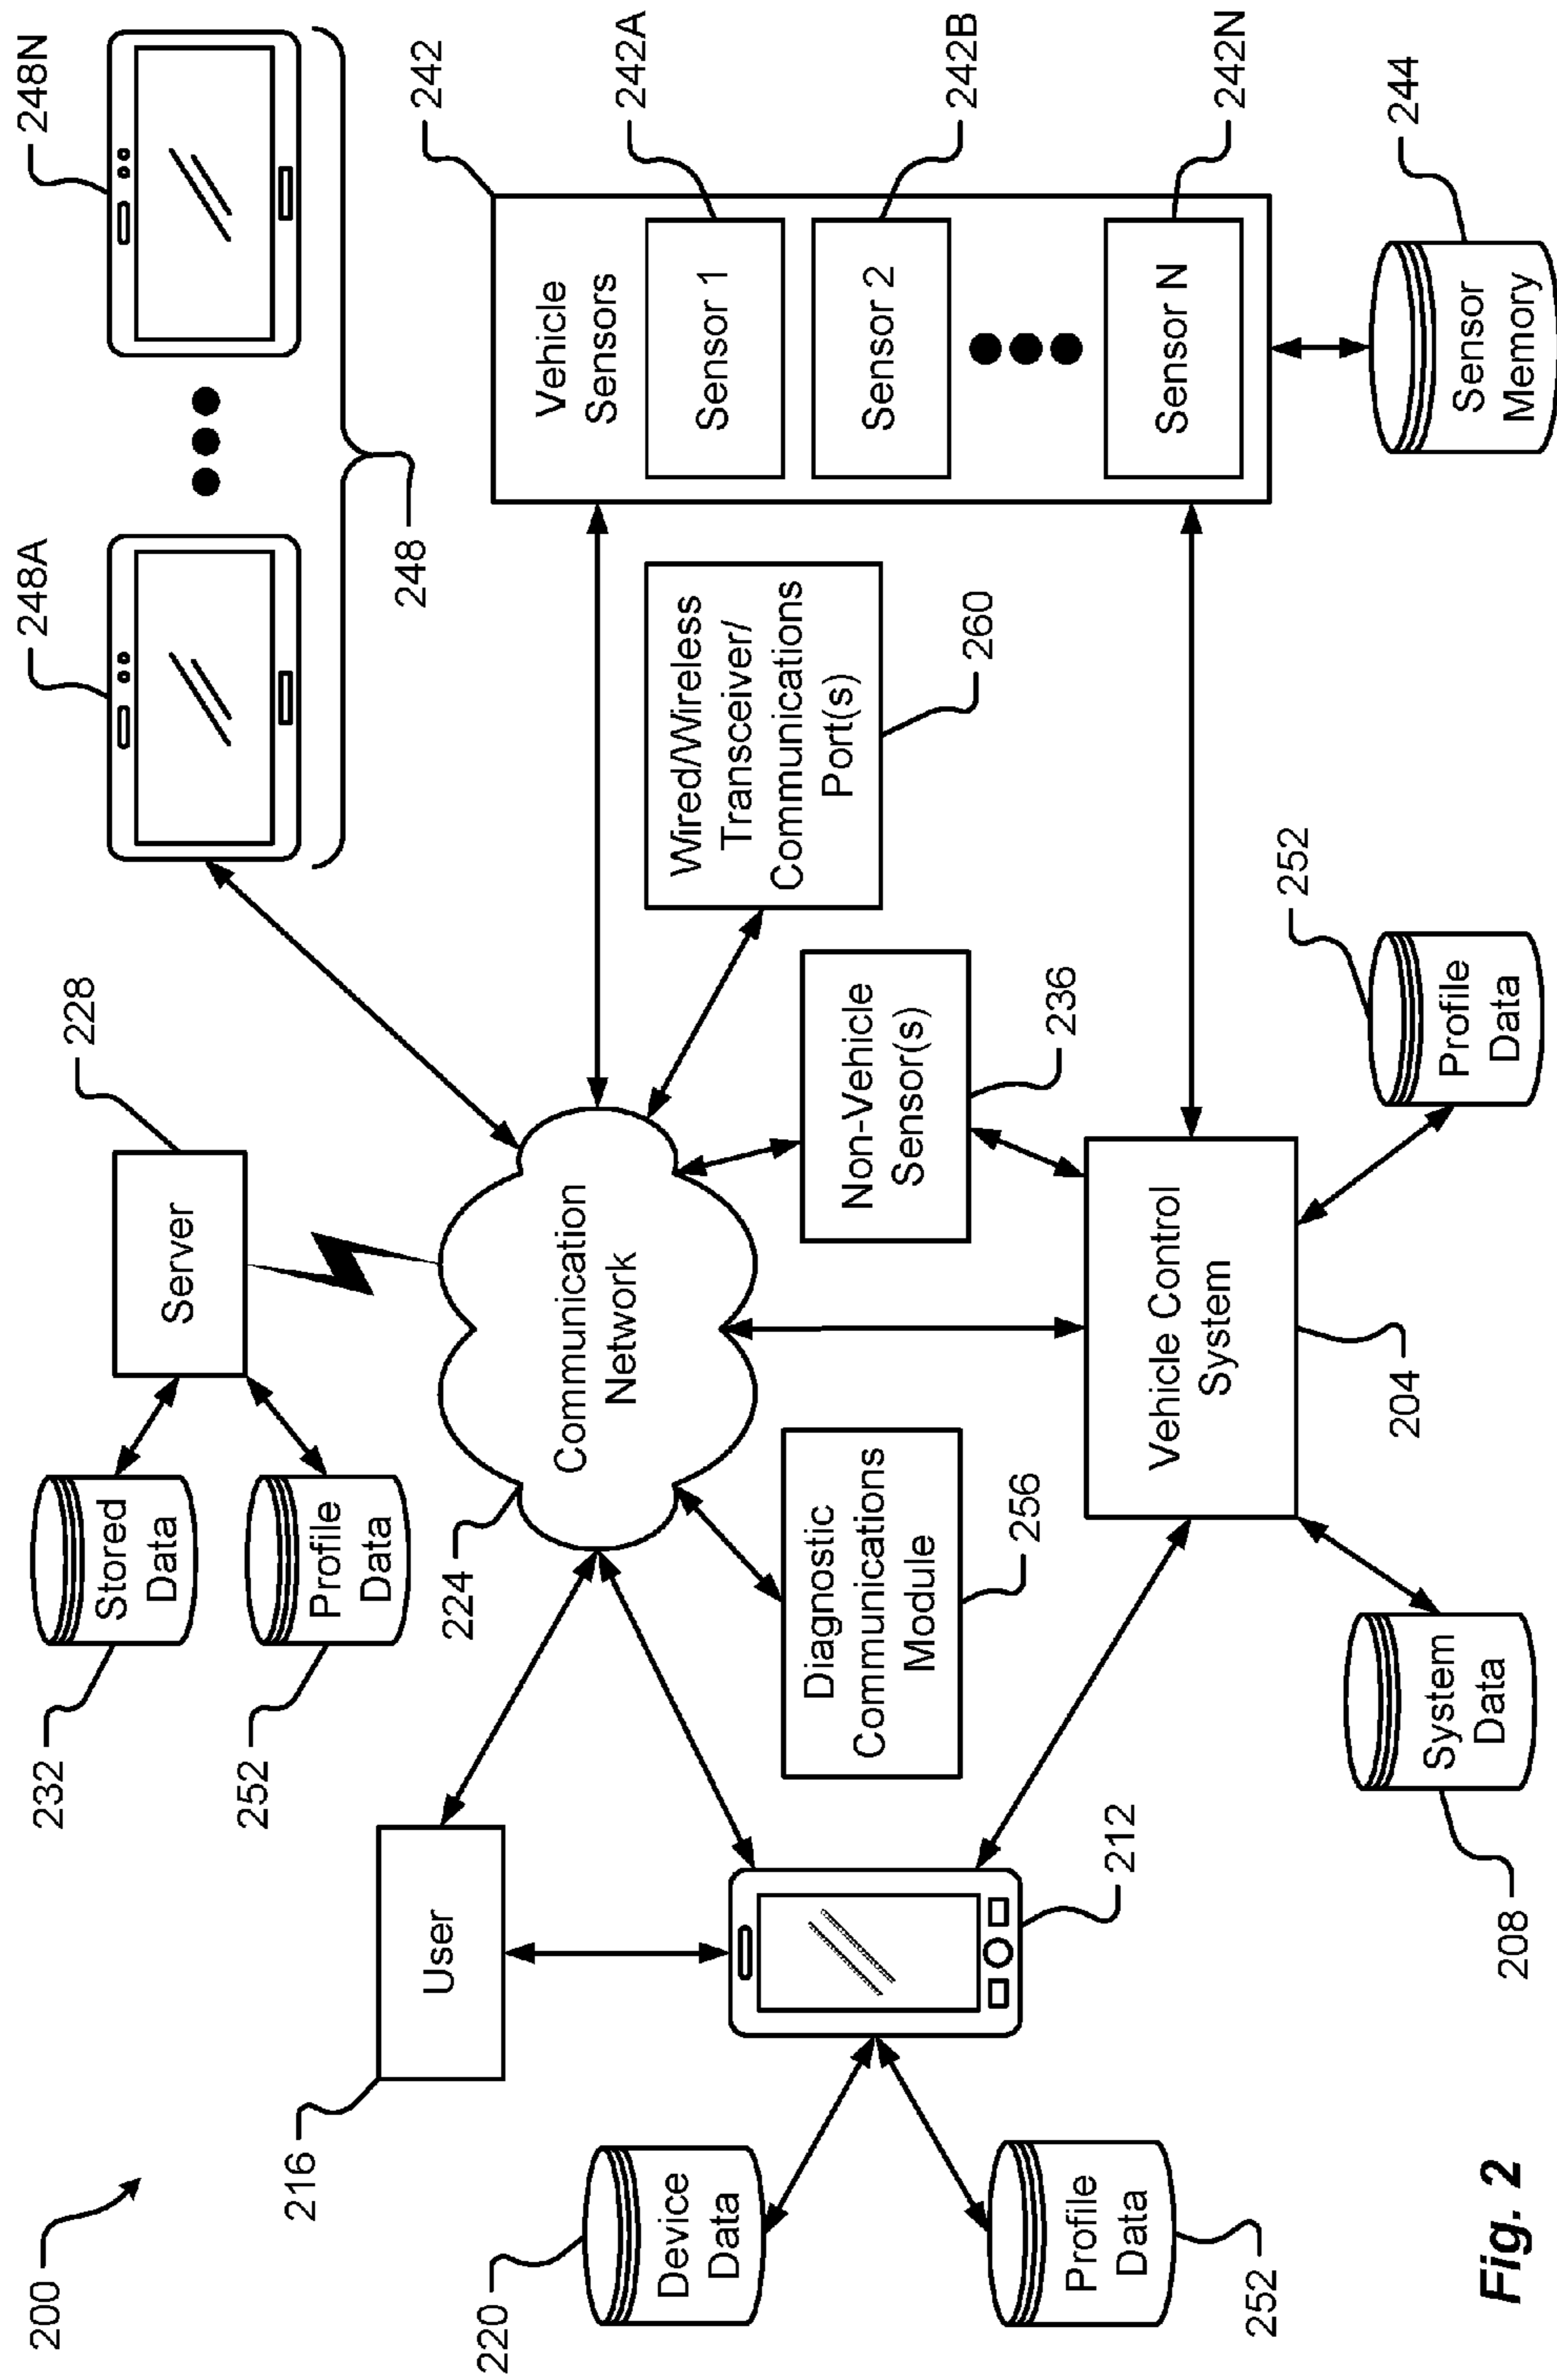 200
232
Stored
Data
252
Profile
Data
Server
228
248A
248N
248
216
User
224
Communication
Network
242
Vehicle
Sensors
242A
Sensor 1
242B
Sensor 2
242N
Sensor N
Wired/Wireless
Transceiver/
Communications
Port(s)
260
220
Device
Data
252
Profile
Data
212
Diagnostic
Communications
Module
256
Non-Vehicle
Sensor(s)
236
Vehicle Control
System
204
208
System
Data
252
Profile
Data
244
Sensor
Memory
Fig. 2